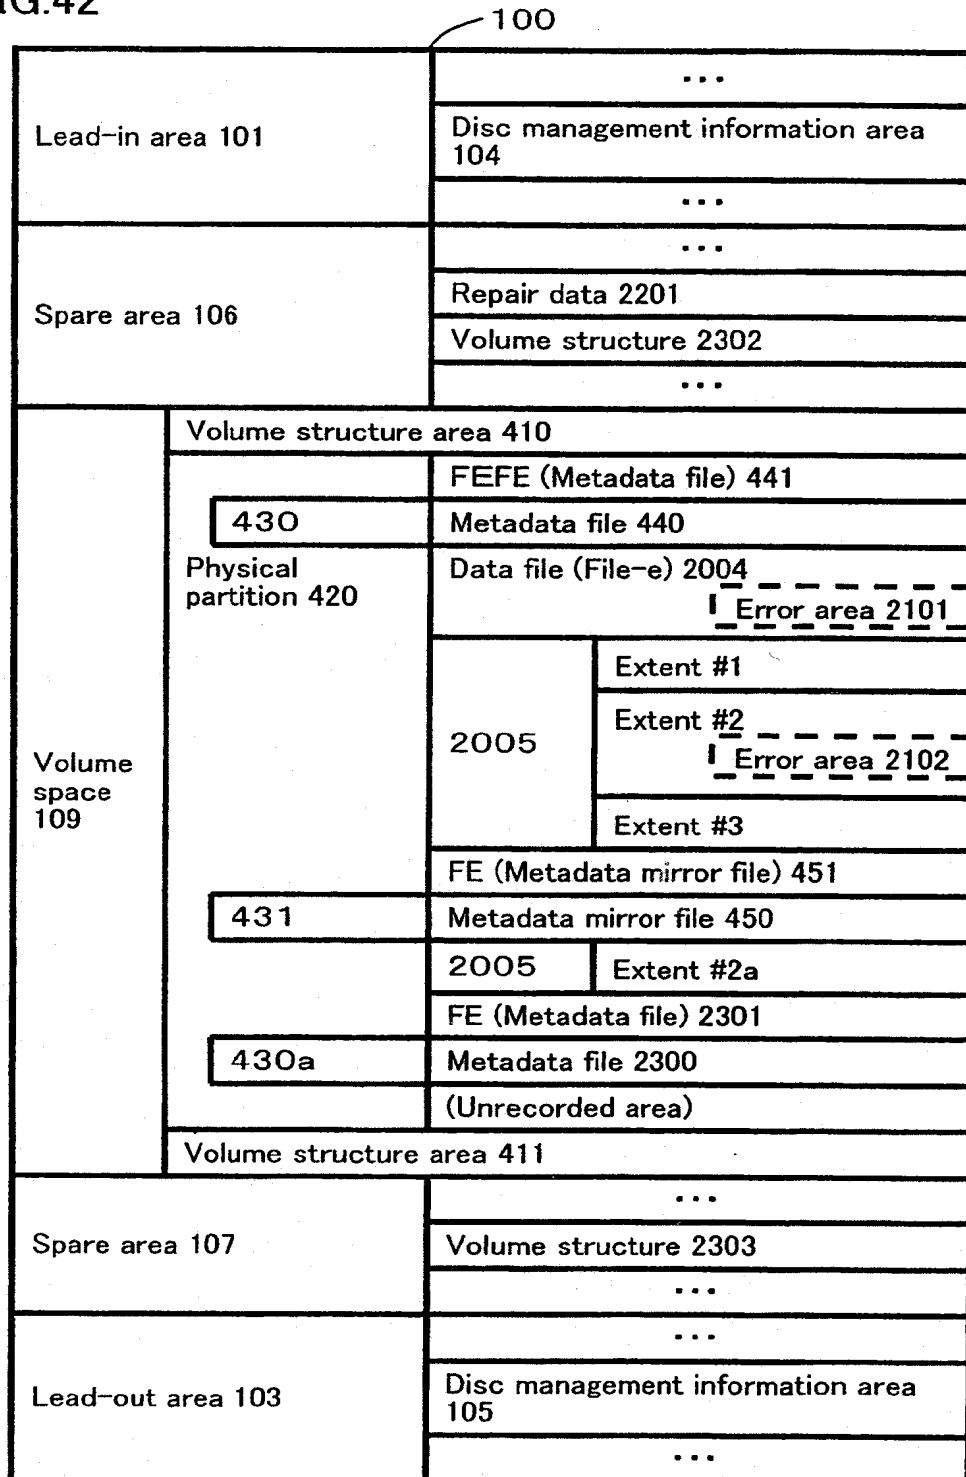 IG.42
100
...
Lead-in area 101
Disc management information area
104
...
...
Spare area 106
Repair data 2201
Volume structure 2302
...
Volume structure area 410
FEFE (Metadata file) 441
430
Metadata file 440
Physical
partition 420
Data file (File-e) 2004
Error area 2101
Extent #1
2005
Extent #2
Error area 2102
Volume
space
109
Extent #3
FE (Metadata mirror file) 451
431
Metadata mirror file 450
2005
Extent #2a
FE (Metadata file) 2301
430a
Metadata file 2300
(Unrecorded area)
Volume structure area 411
...
Spare area 107
Volume structure 2303
...
...
Lead-out area 103
Disc management information area
105
...